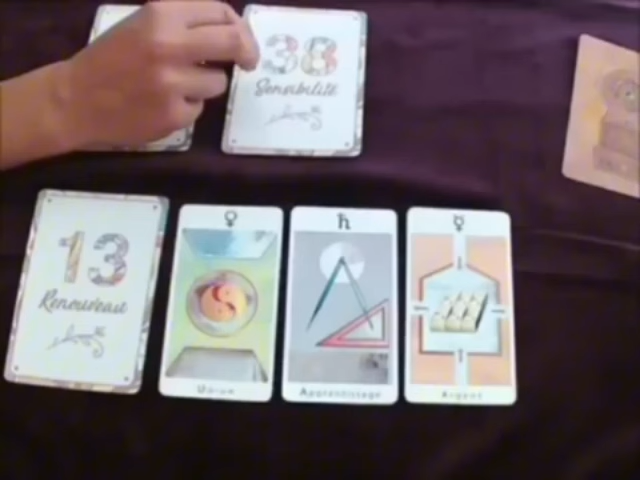 38
Sensibilité
13
Renouveau
♀
Union
♄
Apprentissage
☿
Argent